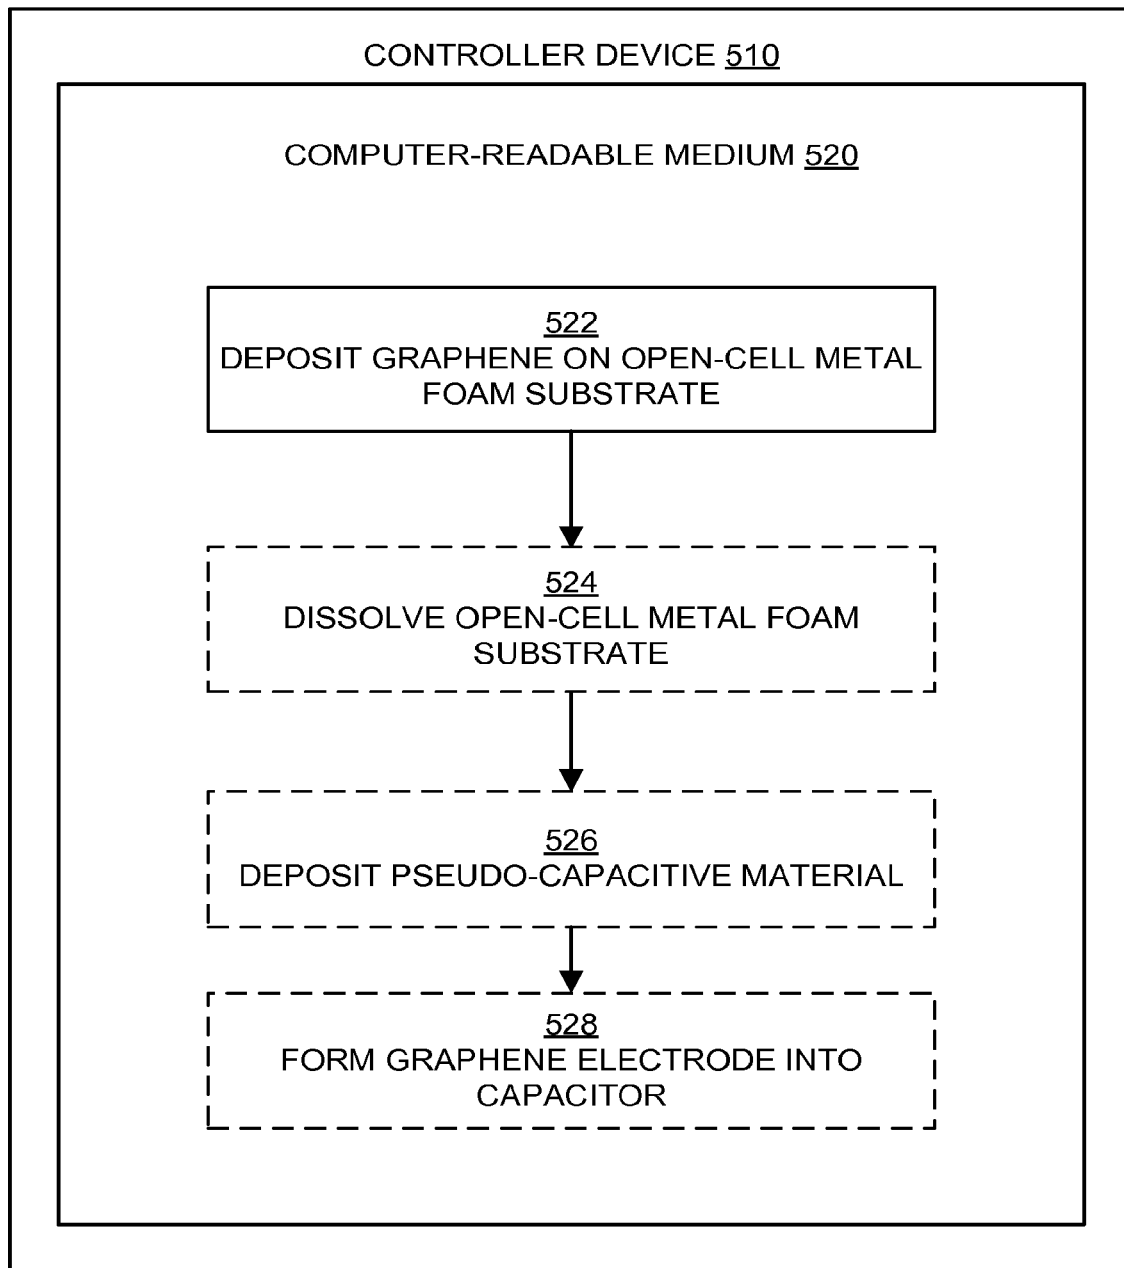 CONTROLLER DEVICE 510
COMPUTER-READABLE MEDIUM 520
522
DEPOSIT GRAPHENE ON OPEN-CELL METAL
FOAM SUBSTRATE
524
DISSOLVE OPEN-CELL METAL FOAM
SUBSTRATE
526
DEPOSIT PSEUDO-CAPACITIVE MATERIAL
528
FORM GRAPHENE ELECTRODE INTO
CAPACITOR